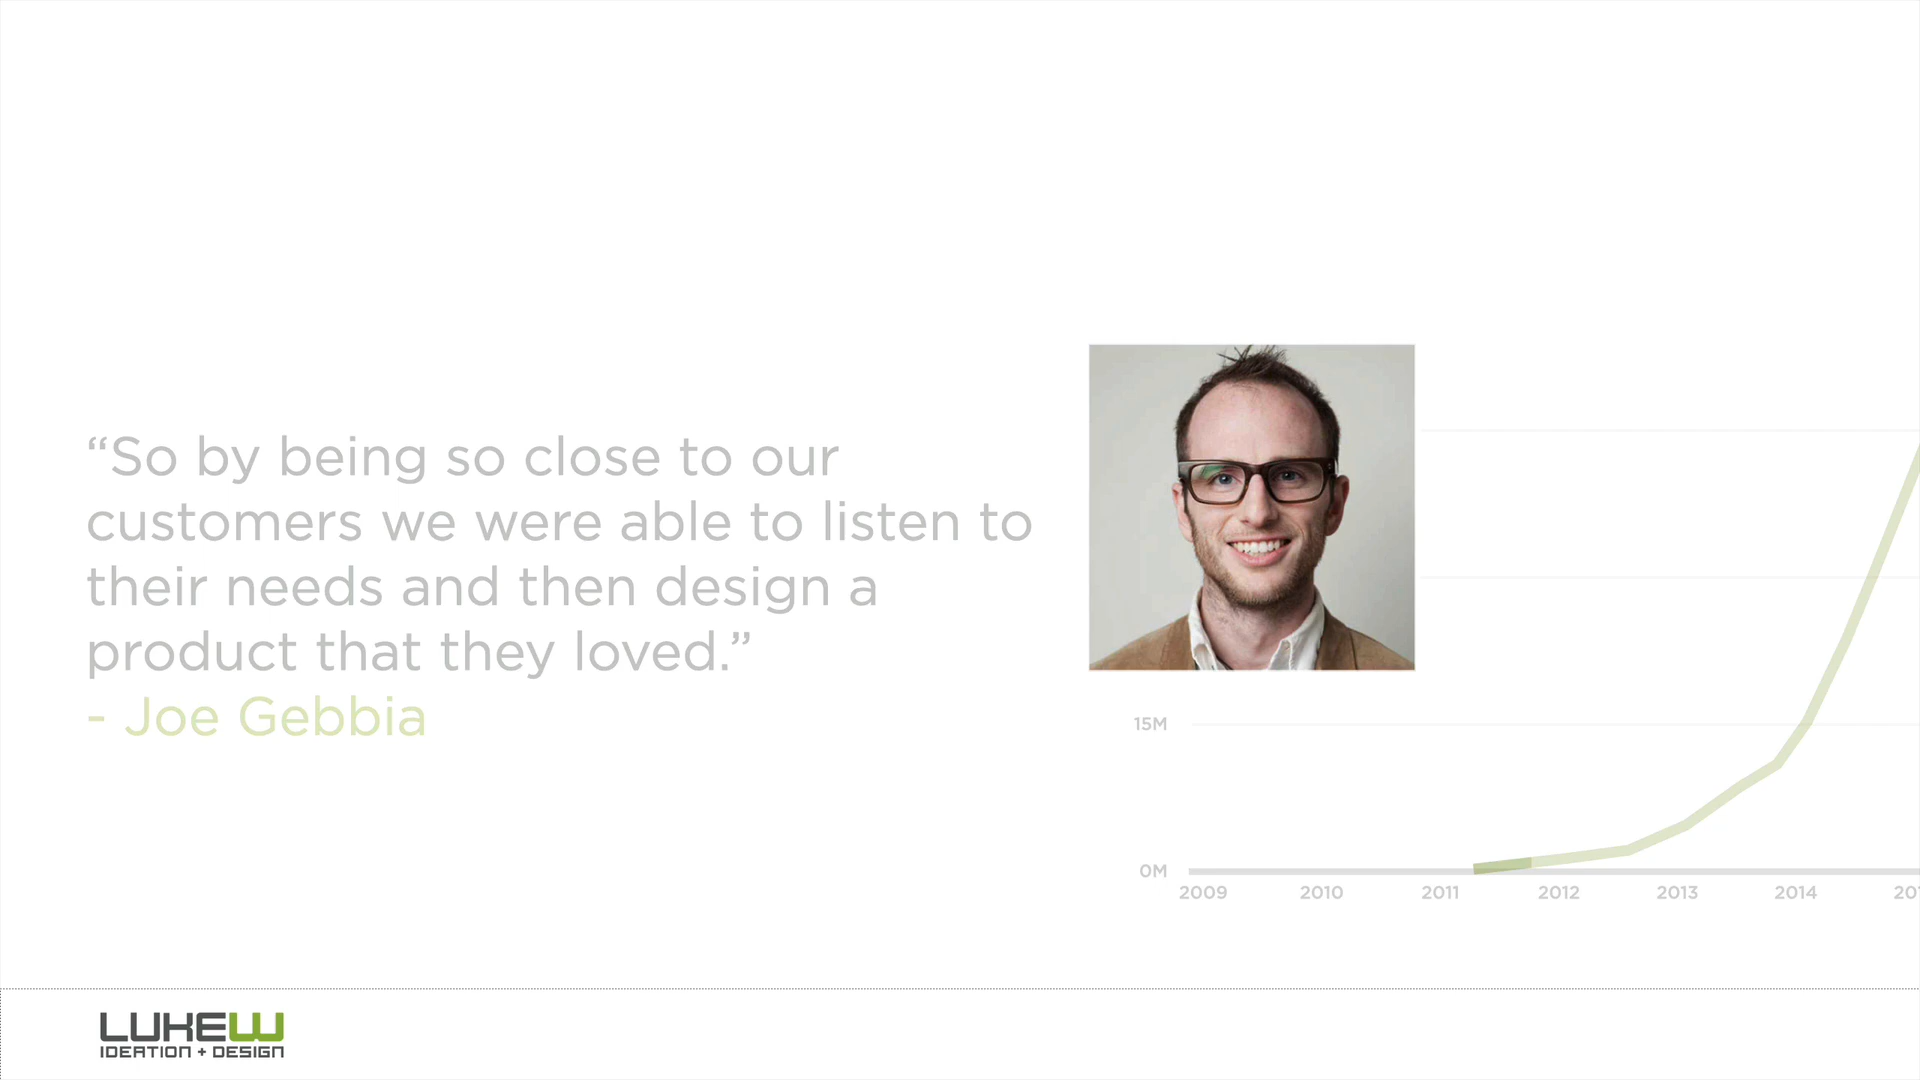 “So by being so close to our
customers we were able to listen to
their needs and then design a
product that they loved.”
- Joe Gebbia
15M
0M
2009 2010 2011 2012 2013 2014
LUKEW
IDEATION + DESIGN